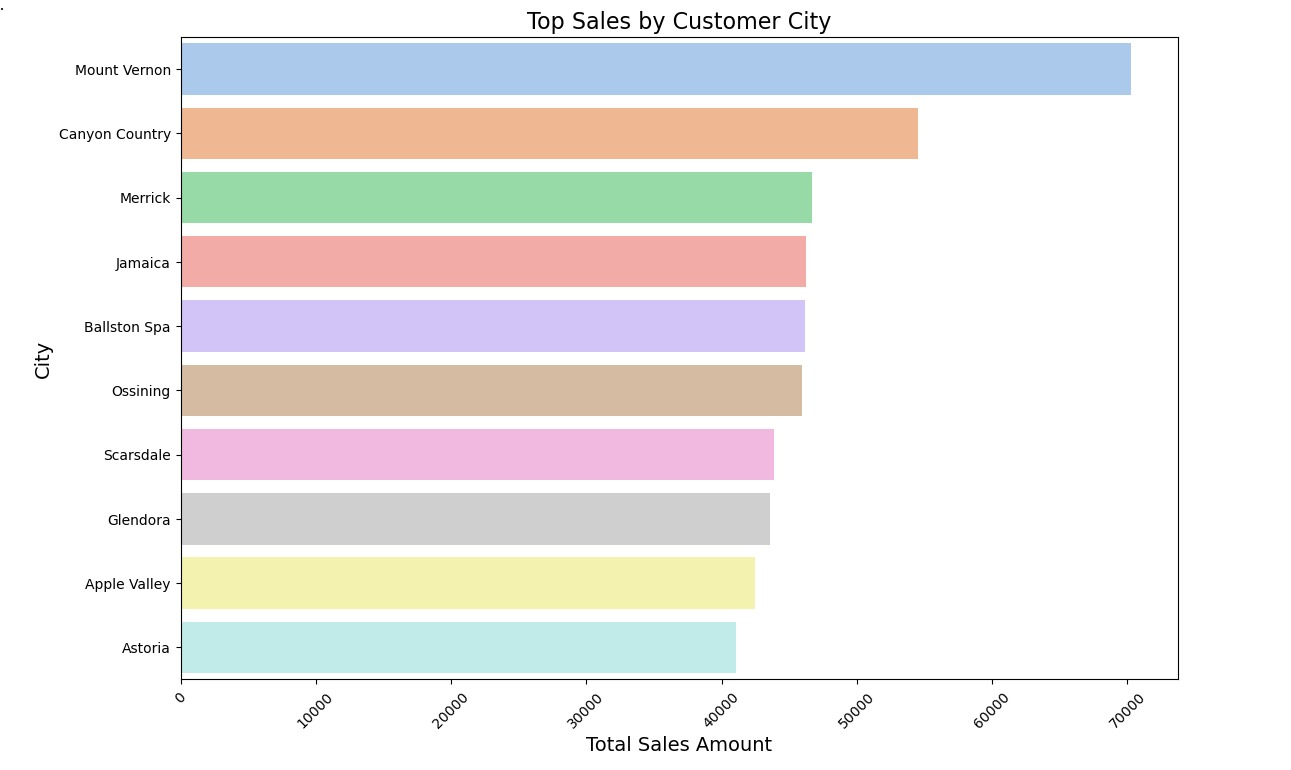 .
Top Sales by Customer City
City
Mount Vernon
Canyon Country
Merrick
Jamaica
Ballston Spa
Ossining
Scarsdale
Glendora
Apple Valley
Astoria
0 10000 20000 30000 40000 50000 60000 70000
Total Sales Amount